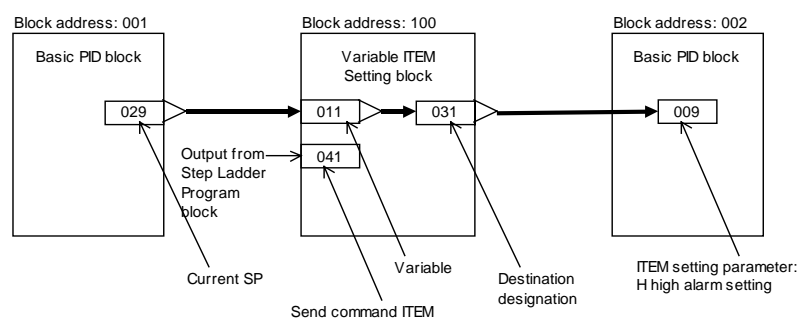 Block address: 001
Block address: 100
Block address: 002
Basic PID block
Variable ITEM
Setting block
Basic PID block
029
011
031
009
Output from
Step Ladder
Program
block
041
Current SP
Variable
Send command ITEM
Destination
designation
ITEM setting parameter:
H high alarm setting